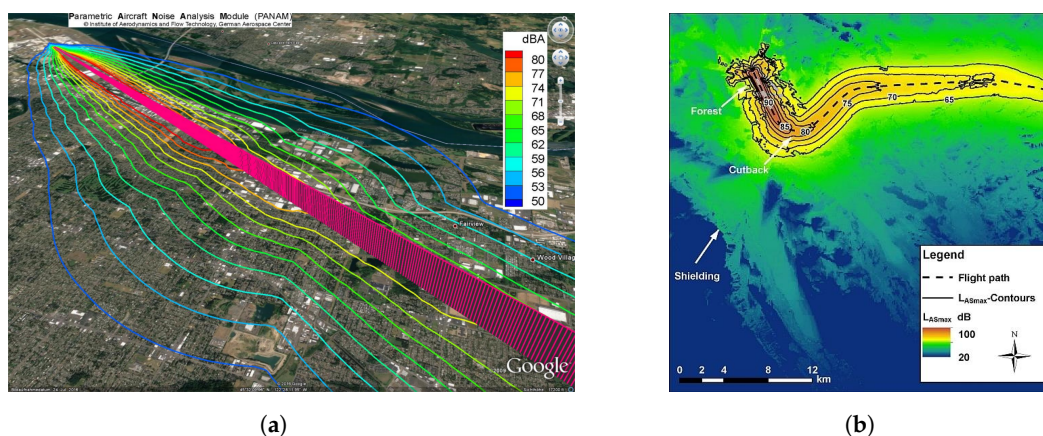 Parametric Aircraft Noise Analysis Module (PANAM)
© Institute of Aerodynamics and Flow Technology, German Aerospace Center
dBA
80
77
74
71
68
65
62
59
56
53
50
Fairview
Wood Village
Google
(a)
Forest
90
85
80
75
70
65
Cutback
Shielding
Legend
Flight path
LASmax-Contours
LASmax dB
100
20
N
0 2 4 8 12
km
(b)